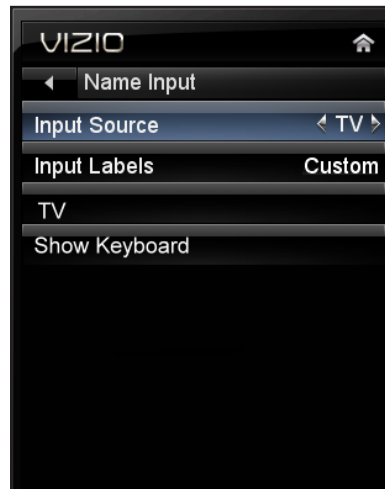 VIZIO
Name Input
Input Source TV
Input Labels Custom
TV
Show Keyboard